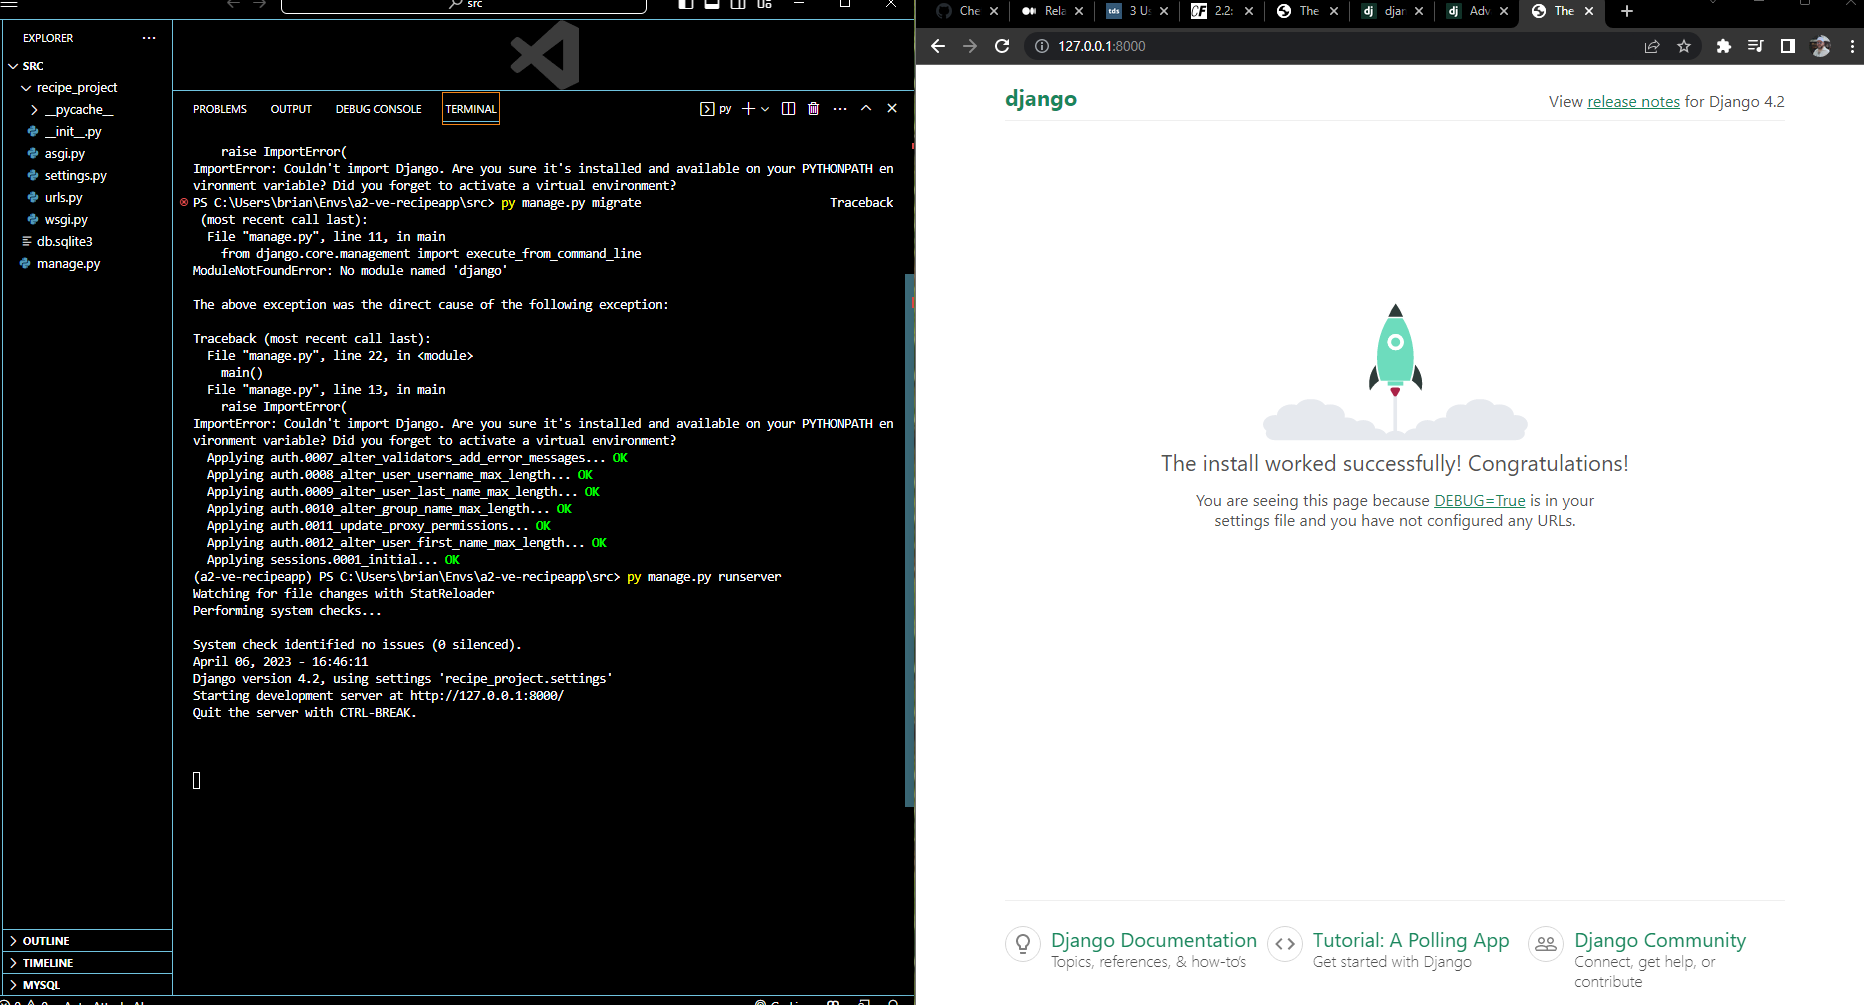 src
EXPLORER
SRC
recipe_project
__pycache__
__init__.py
asgi.py
settings.py
urls.py
wsgi.py
db.sqlite3
manage.py
OUTLINE
TIMELINE
MYSQL
PROBLEMS OUTPUT DEBUG CONSOLE TERMINAL py
raise ImportError(
ImportError: Couldn't import Django. Are you sure it's installed and available on your PYTHONPATH en
vironment variable? Did you forget to activate a virtual environment?
PS C:\Users\brian\Envs\a2-ve-recipeapp\src> py manage.py migrate Traceback
(most recent call last):
File "manage.py", line 11, in main
from django.core.management import execute_from_command_line
ModuleNotFoundError: No module named 'django'
The above exception was the direct cause of the following exception:
Traceback (most recent call last):
File "manage.py", line 22, in <module>
main()
File "manage.py", line 13, in main
raise ImportError(
ImportError: Couldn't import Django. Are you sure it's installed and available on your PYTHONPATH en
vironment variable? Did you forget to activate a virtual environment?
Applying auth.0007_alter_validators_add_error_messages... OK
Applying auth.0008_alter_user_username_max_length... OK
Applying auth.0009_alter_user_last_name_max_length... OK
Applying auth.0010_alter_group_name_max_length... OK
Applying auth.0011_update_proxy_permissions... OK
Applying auth.0012_alter_user_first_name_max_length... OK
Applying sessions.0001_initial... OK
(a2-ve-recipeapp) PS C:\Users\brian\Envs\a2-ve-recipeapp\src> py manage.py runserver
Watching for file changes with StatReloader
Performing system checks...
System check identified no issues (0 silenced).
April 06, 2023 - 16:46:11
Django version 4.2, using settings 'recipe_project.settings'
Starting development server at http://127.0.0.1:8000/
Quit the server with CTRL-BREAK.
Che Rela tds 3 Us CF 2.2: The dj djan dj Adv The
127.0.0.1:8000
django
View release notes for Django 4.2
The install worked successfully! Congratulations!
You are seeing this page because DEBUG=True is in your
settings file and you have not configured any URLs.
Django Documentation
Topics, references, & how-to's
Tutorial: A Polling App
Get started with Django
Django Community
Connect, get help, or
contribute